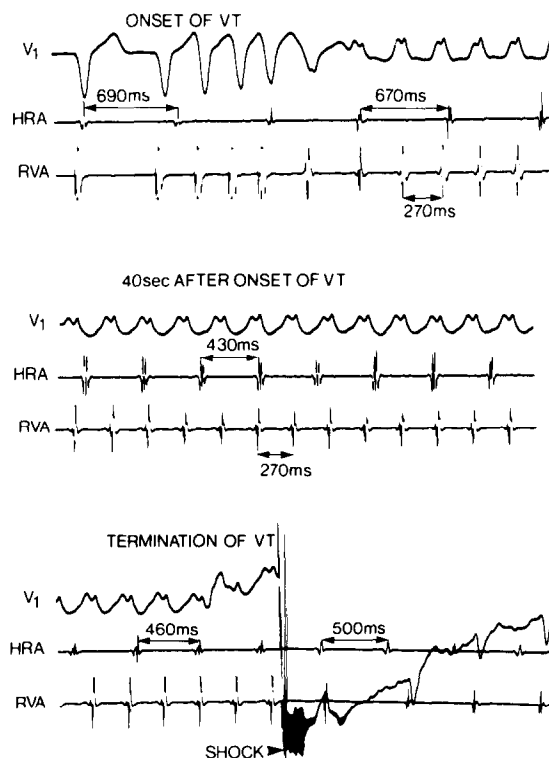 ONSET OF VT
V1
690ms
HRA
670ms
RVA
270ms
40sec AFTER ONSET OF VT
V1
430ms
HRA
RVA
270ms
TERMINATION OF VT
V1
HRA
460ms
500ms
RVA
SHOCK